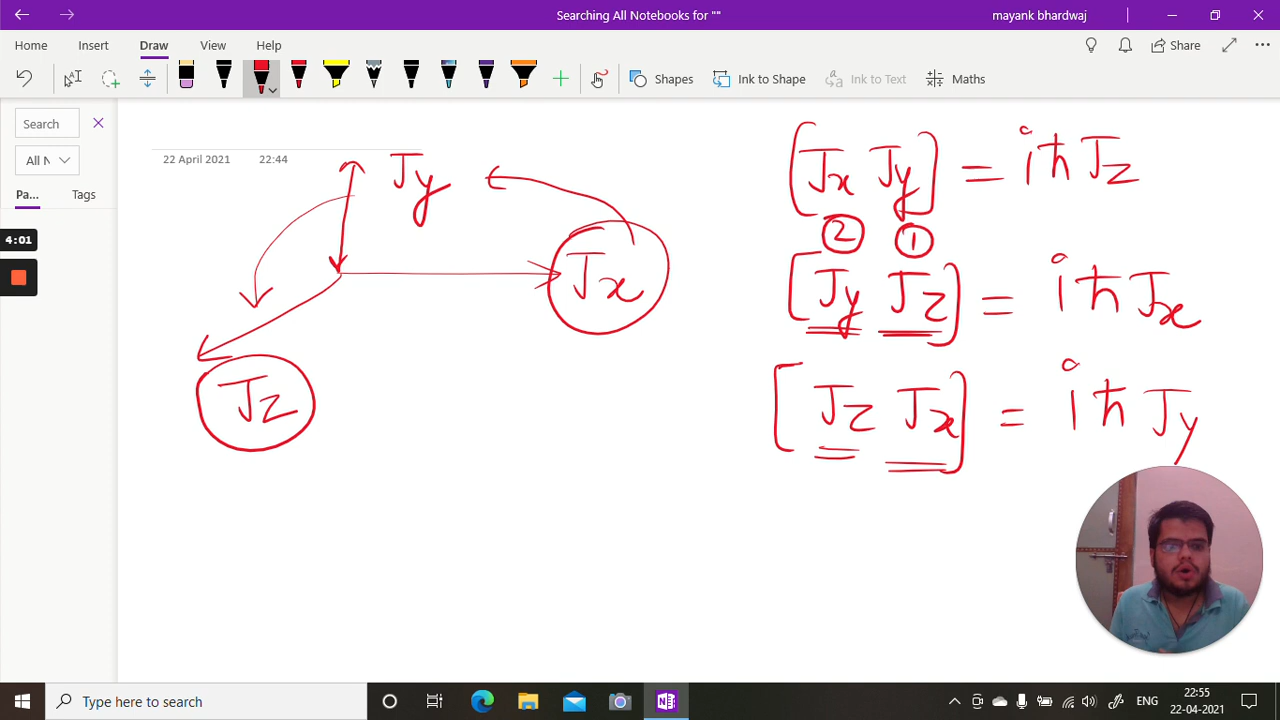 Searching All Notebooks for ""
mayank bhardwaj
Home Insert Draw View Help
Share
Shapes
Ink to Shape
Ink to Text
Maths
Search
All N
Pa... Tags
4:01
22 April 2021 22:44
Jy
Jx
Jz
[Jx Jy] = iħ Jz
② ①
[Jy Jz] = iħ Jx
[Jz Jx] = iħ Jy
Type here to search
ENG
22:55
22-04-2021